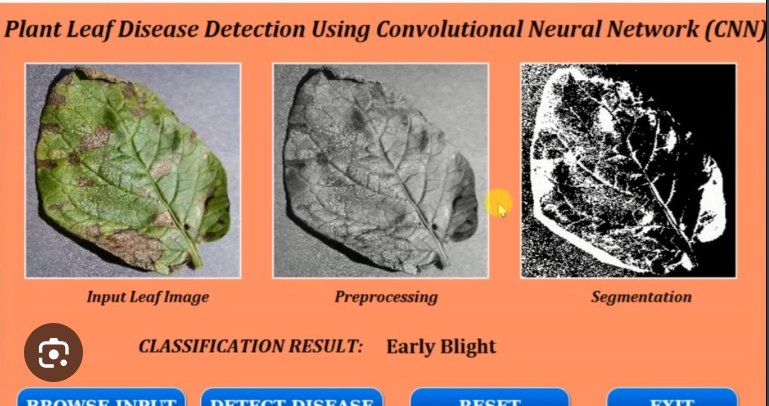 Plant Leaf Disease Detection Using Convolutional Neural Network (CNN)
Input Leaf Image
Preprocessing
Segmentation
CLASSIFICATION RESULT: Early Blight
BROWSE INPUT
DETECT DISEASE
RESET
EXIT